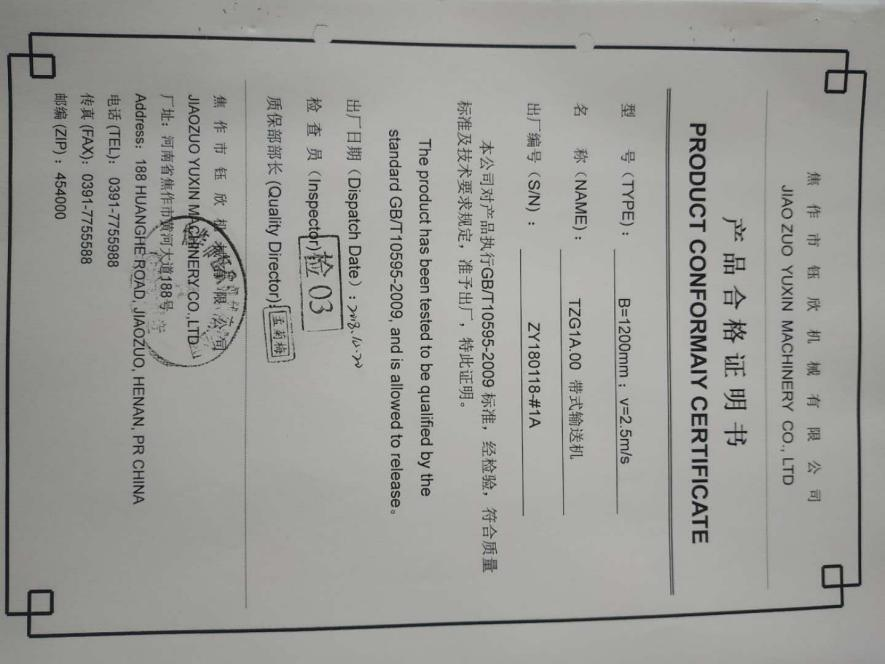 焦作市钰欣机械有限公司
JIAO ZUO YUXIN MACHINERY CO., LTD
产品合格证明书
PRODUCT CONFORMAIY CERTIFICATE
型 号(TYPE): B=1200mm; v=2.5m/s
名 称(NAME): TZG1A.00 带式输送机
出厂编号(S/N): ZY180118-#1A
本公司对产品执行GB/T10595-2009 标准,经检验,符合质量
标准及技术要求规定,准予出厂,特此证明。
The product has been tested to be qualified by the
standard GB/T10595-2009, and is allowed to release。
出厂日期(Dispatch Date):2018.12.20
检 查 员(Inspector) 检 03
质保部部长(Quality Director): 孟菊梅
焦作市钰欣机械有限公司
JIAOZUO YUXIN MACHINERY CO.,LTD
厂址:河南省焦作市黄河大道188号
Address: 188 HUANGHE ROAD, JIAOZUO, HENAN, PR CHINA
电话(TEL): 0391-7755988
传真(FAX): 0391-7755588
邮编(ZIP):454000